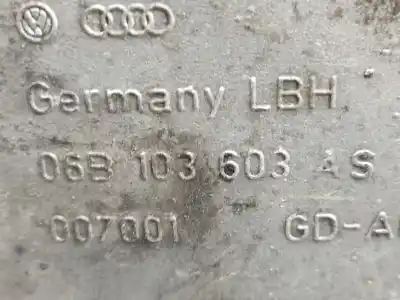 Germany LBH
06B 103 603 AS
007001 GD-A